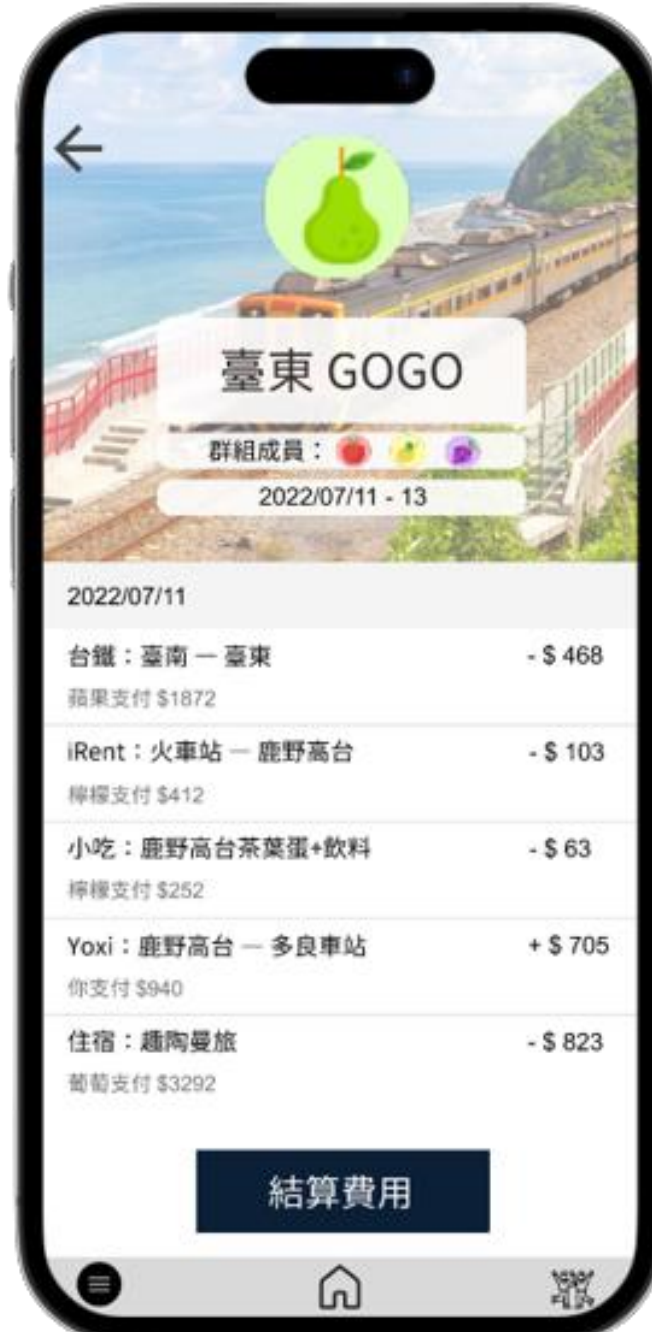 臺東 GOGO
群組成員：
2022/07/11 - 13
2022/07/11
台鐵：臺南 — 臺東 - $ 468
蘋果支付 $1872
iRent：火車站 — 鹿野高台 - $ 103
檸檬支付 $412
小吃：鹿野高台茶葉蛋+飲料 - $ 63
檸檬支付 $252
Yoxi：鹿野高台 — 多良車站 + $ 705
你支付 $940
住宿：趣陶曼旅 - $ 823
葡萄支付 $3292
結算費用